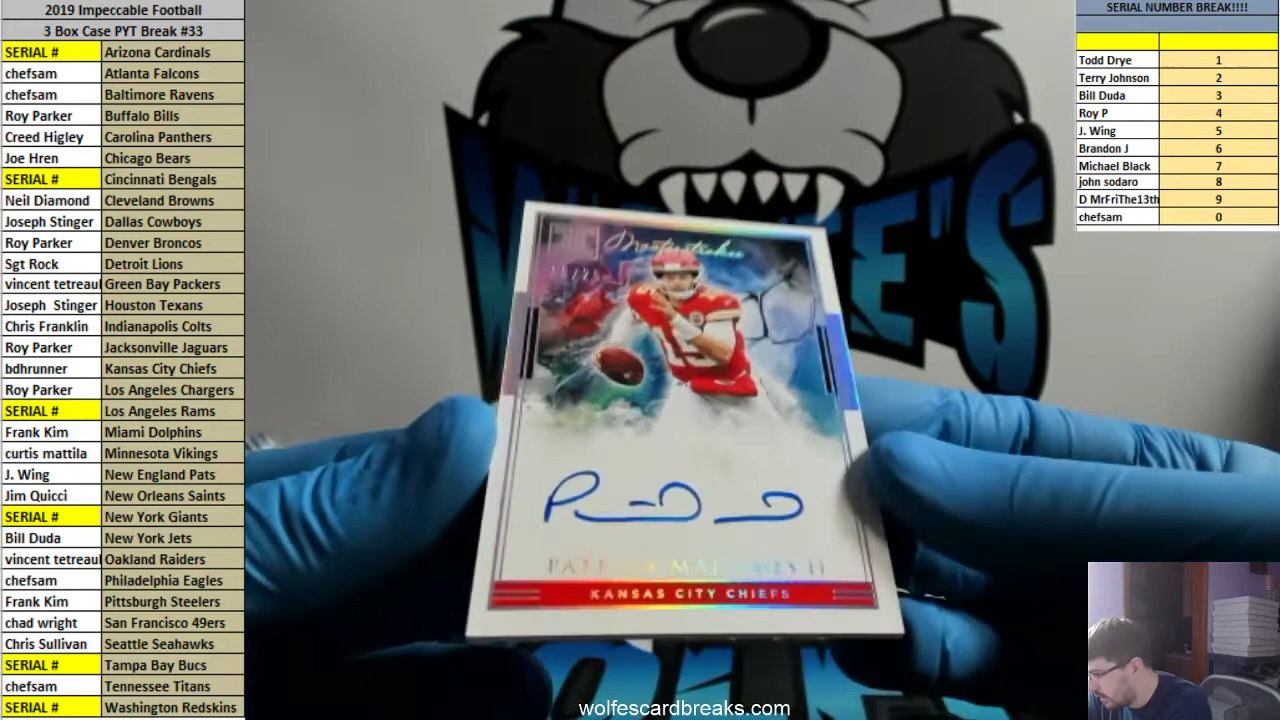 2019 Impeccable Football
3 Box Case PYT Break #33
SERIAL # Arizona Cardinals
chefsam Atlanta Falcons
chefsam Baltimore Ravens
Roy Parker Buffalo Bills
Creed Higley Carolina Panthers
Joe Hren Chicago Bears
SERIAL # Cincinnati Bengals
Neil Diamond Cleveland Browns
Joseph Stinger Dallas Cowboys
Roy Parker Denver Broncos
Sgt Rock Detroit Lions
vincent tetreaul Green Bay Packers
Joseph Stinger Houston Texans
Chris Franklin Indianapolis Colts
Roy Parker Jacksonville Jaguars
bdhrunner Kansas City Chiefs
Roy Parker Los Angeles Chargers
SERIAL # Los Angeles Rams
Frank Kim Miami Dolphins
curtis mattila Minnesota Vikings
J. Wing New England Pats
Jim Quicci New Orleans Saints
SERIAL # New York Giants
Bill Duda New York Jets
vincent tetreaul Oakland Raiders
chefsam Philadelphia Eagles
Frank Kim Pittsburgh Steelers
chad wright San Francisco 49ers
Chris Sullivan Seattle Seahawks
SERIAL # Tampa Bay Bucs
chefsam Tennessee Titans
SERIAL # Washington Redskins
SERIAL NUMBER BREAK!!!!
Todd Drye 1
Terry Johnson 2
Bill Duda 3
Roy P 4
J. Wing 5
Brandon J 6
Michael Black 7
john sodaro 8
D MrFriThe13th 9
chefsam 0
15
KANSAS CITY CHIEFS
wolfescardbreaks.com